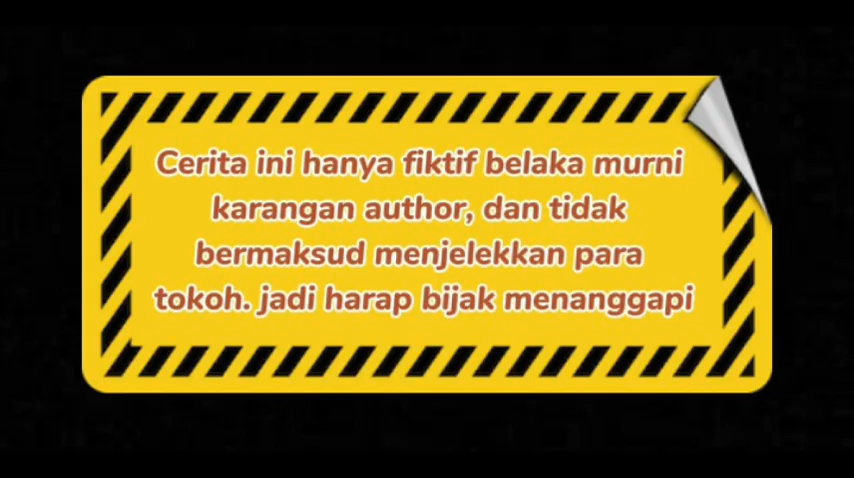 Cerita ini hanya fiktif belaka murni
karangan author, dan tidak
bermaksud menjelekkan para
tokoh. jadi harap bijak menanggapi